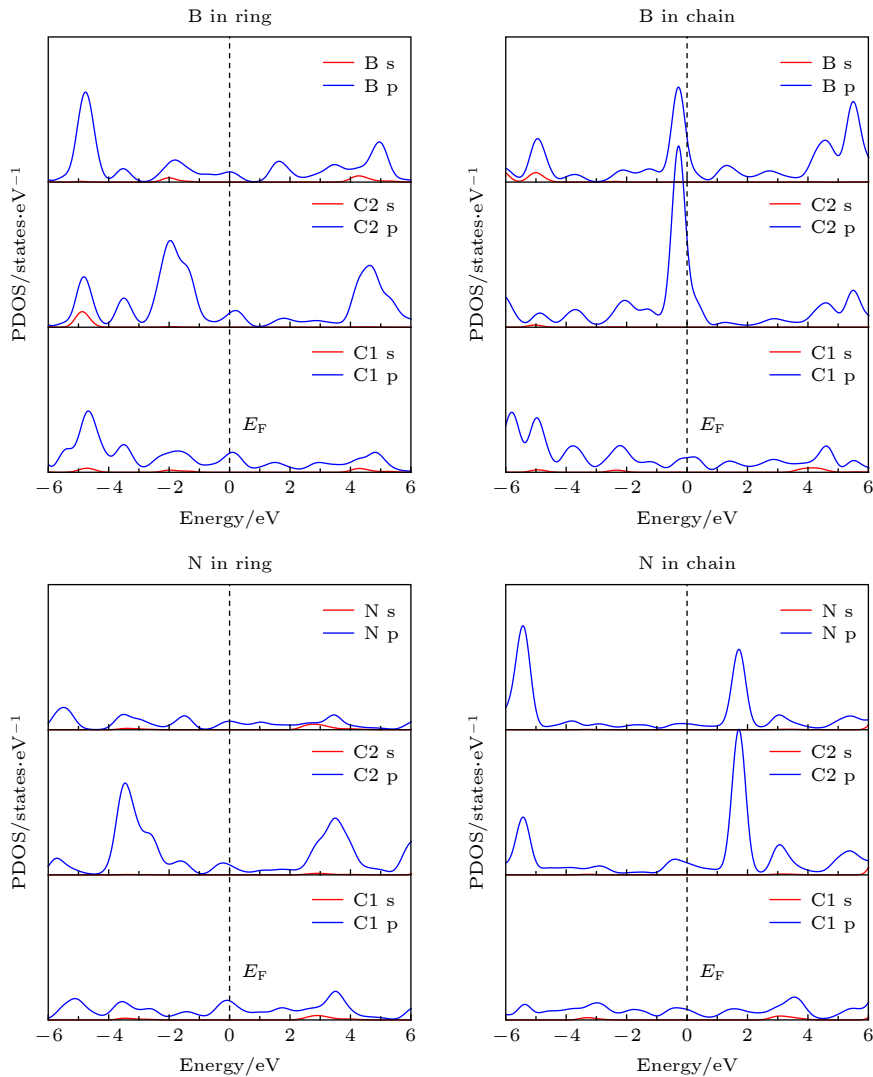 B in ring
B s
B p
C2 s
C2 p
C1 s
C1 p
E_F
PDOS/states·eV⁻¹
−6 −4 −2 0 2 4 6
Energy/eV
B in chain
B s
B p
C2 s
C2 p
C1 s
C1 p
E_F
PDOS/states·eV⁻¹
−6 −4 −2 0 2 4 6
Energy/eV
N in ring
N s
N p
C2 s
C2 p
C1 s
C1 p
E_F
PDOS/states·eV⁻¹
−6 −4 −2 0 2 4 6
Energy/eV
N in chain
N s
N p
C2 s
C2 p
C1 s
C1 p
E_F
PDOS/states·eV⁻¹
−6 −4 −2 0 2 4 6
Energy/eV